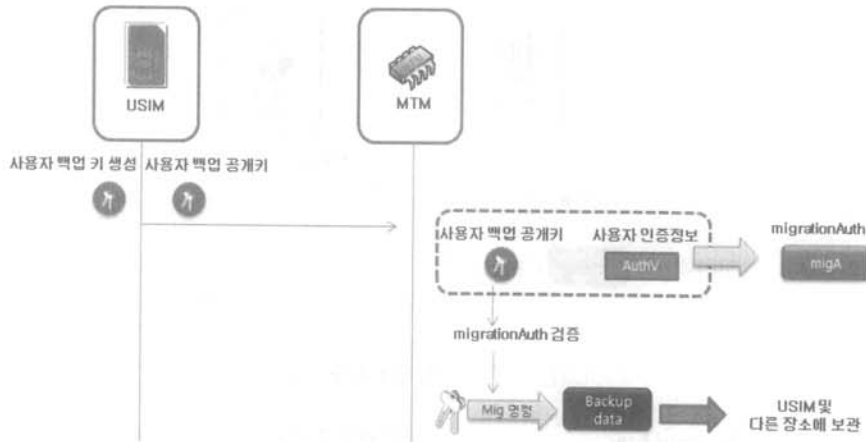 USIM
MTM
사용자 백업 키 생성
사용자 백업 공개키
사용자 백업 공개키
사용자 인증정보
migrationAuth
AuthV
migA
migrationAuth 검증
Mig 명령
Backup
data
USIM 및
다른 장소에 보관